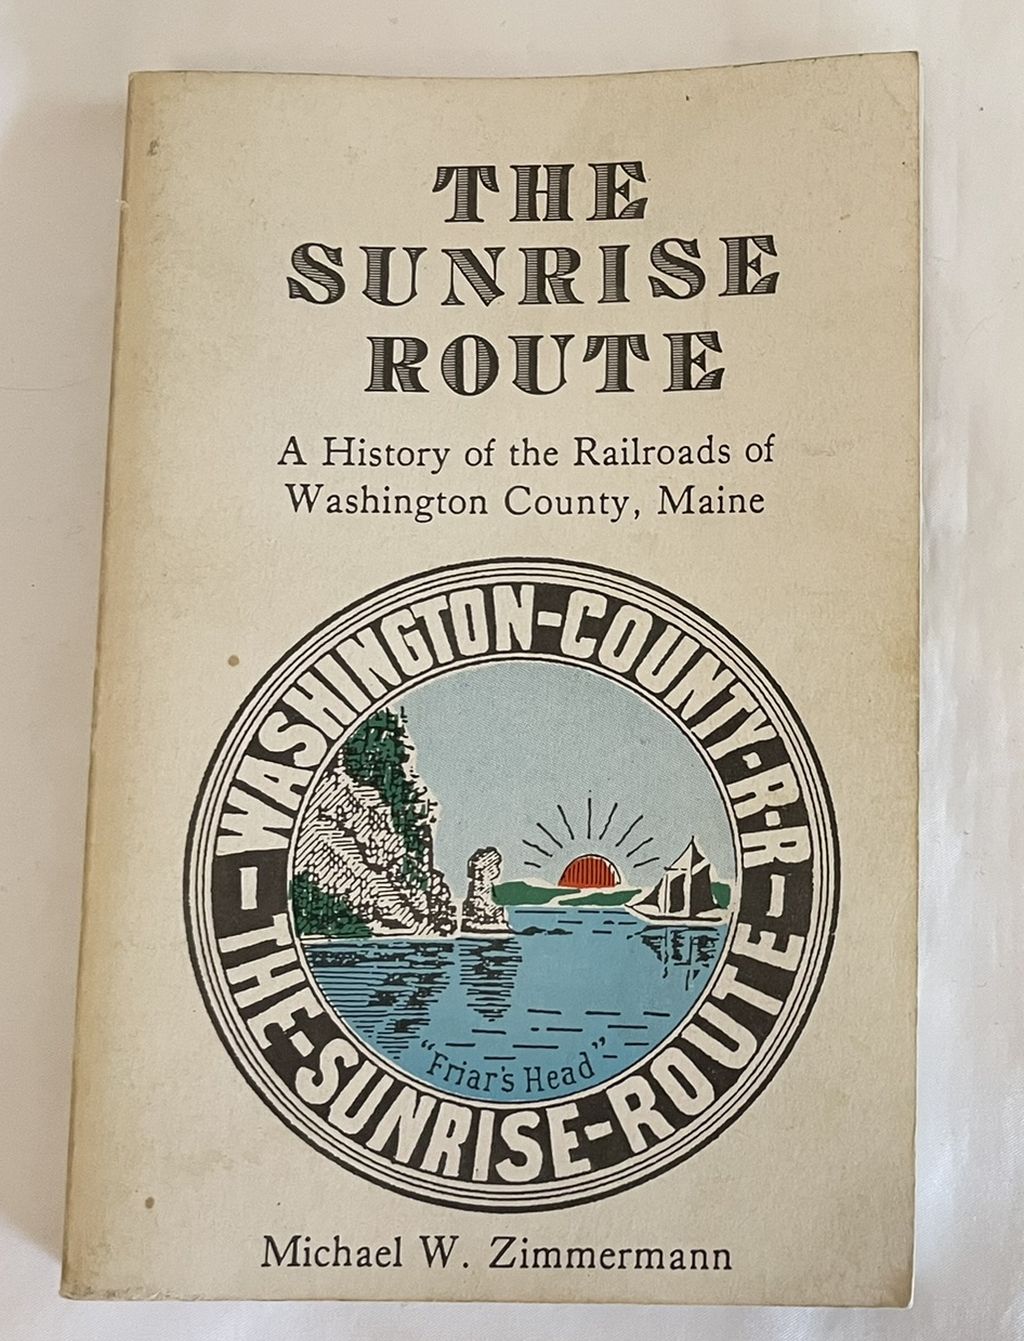 THE
SUNRISE
ROUTE
A History of the Railroads of
Washington County, Maine
WASHINGTON-COUNTY-R-R-
THE-SUNRISE-ROUTE-
"Friar's Head"
Michael W. Zimmermann